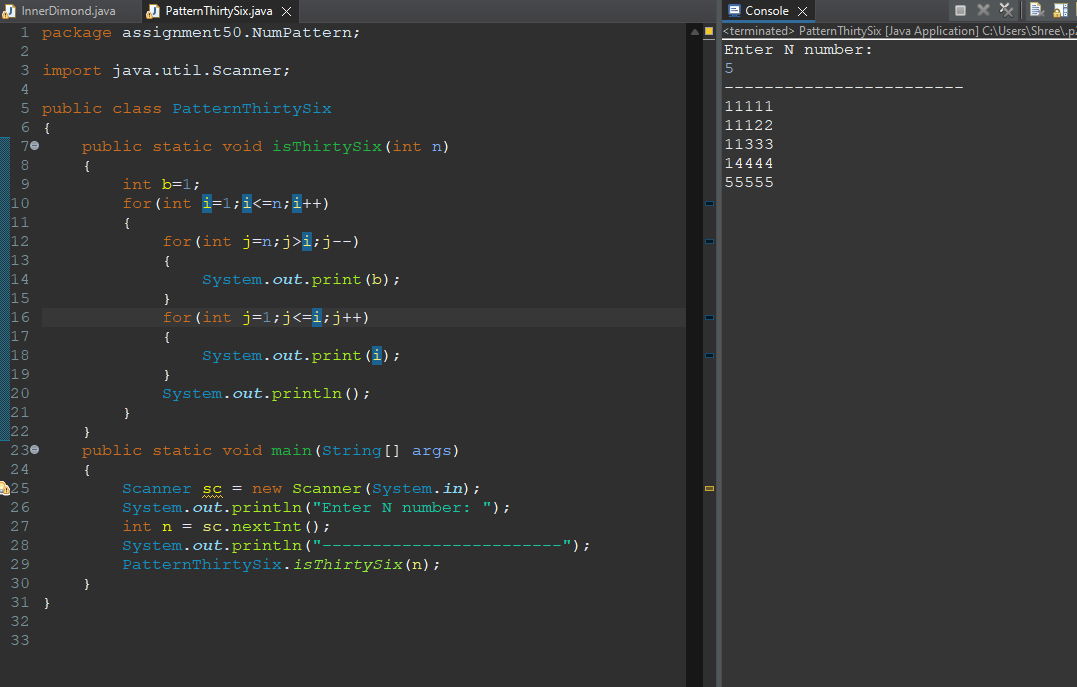 InnerDimond.java
PatternThirtySix.java
1 package assignment50.NumPattern;
2
3 import java.util.Scanner;
4
5 public class PatternThirtySix
6 {
7 public static void isThirtySix(int n)
8 {
9 int b=1;
10 for(int i=1;i<=n;i++)
11 {
12 for(int j=n;j>i;j--)
13 {
14 System.out.print(b);
15 }
16 for(int j=1;j<=i;j++)
17 {
18 System.out.print(i);
19 }
20 System.out.println();
21 }
22 }
23 public static void main(String[] args)
24 {
25 Scanner sc = new Scanner(System.in);
26 System.out.println("Enter N number: ");
27 int n = sc.nextInt();
28 System.out.println("------------------------");
29 PatternThirtySix.isThirtySix(n);
30 }
31 }
32
33
Console
<terminated> PatternThirtySix [Java Application] C:\Users\Shree\.p
Enter N number:
5
------------------------
11111
11122
11333
14444
55555